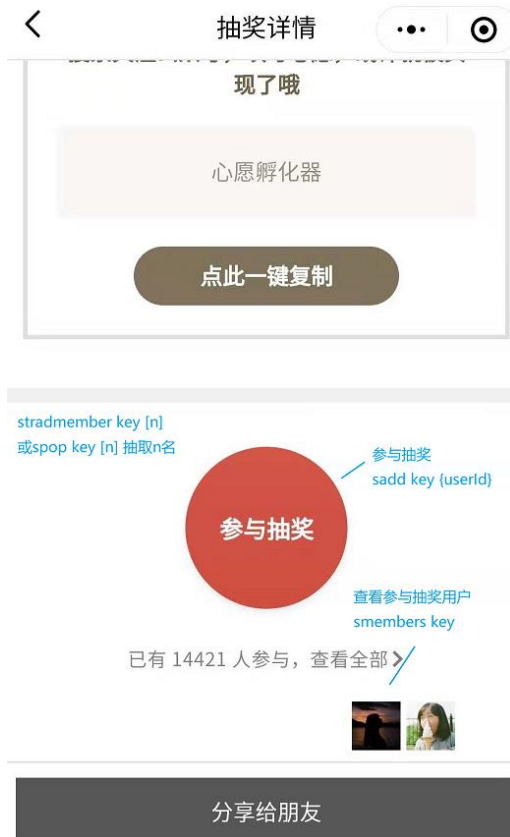 抽奖详情
现了哦
心愿孵化器
点此一键复制
stradmember key [n]
或spop key [n] 抽取n名
参与抽奖
sadd key {userId}
参与抽奖
查看参与抽奖用户
smembers key
已有 14421 人参与，查看全部
分享给朋友